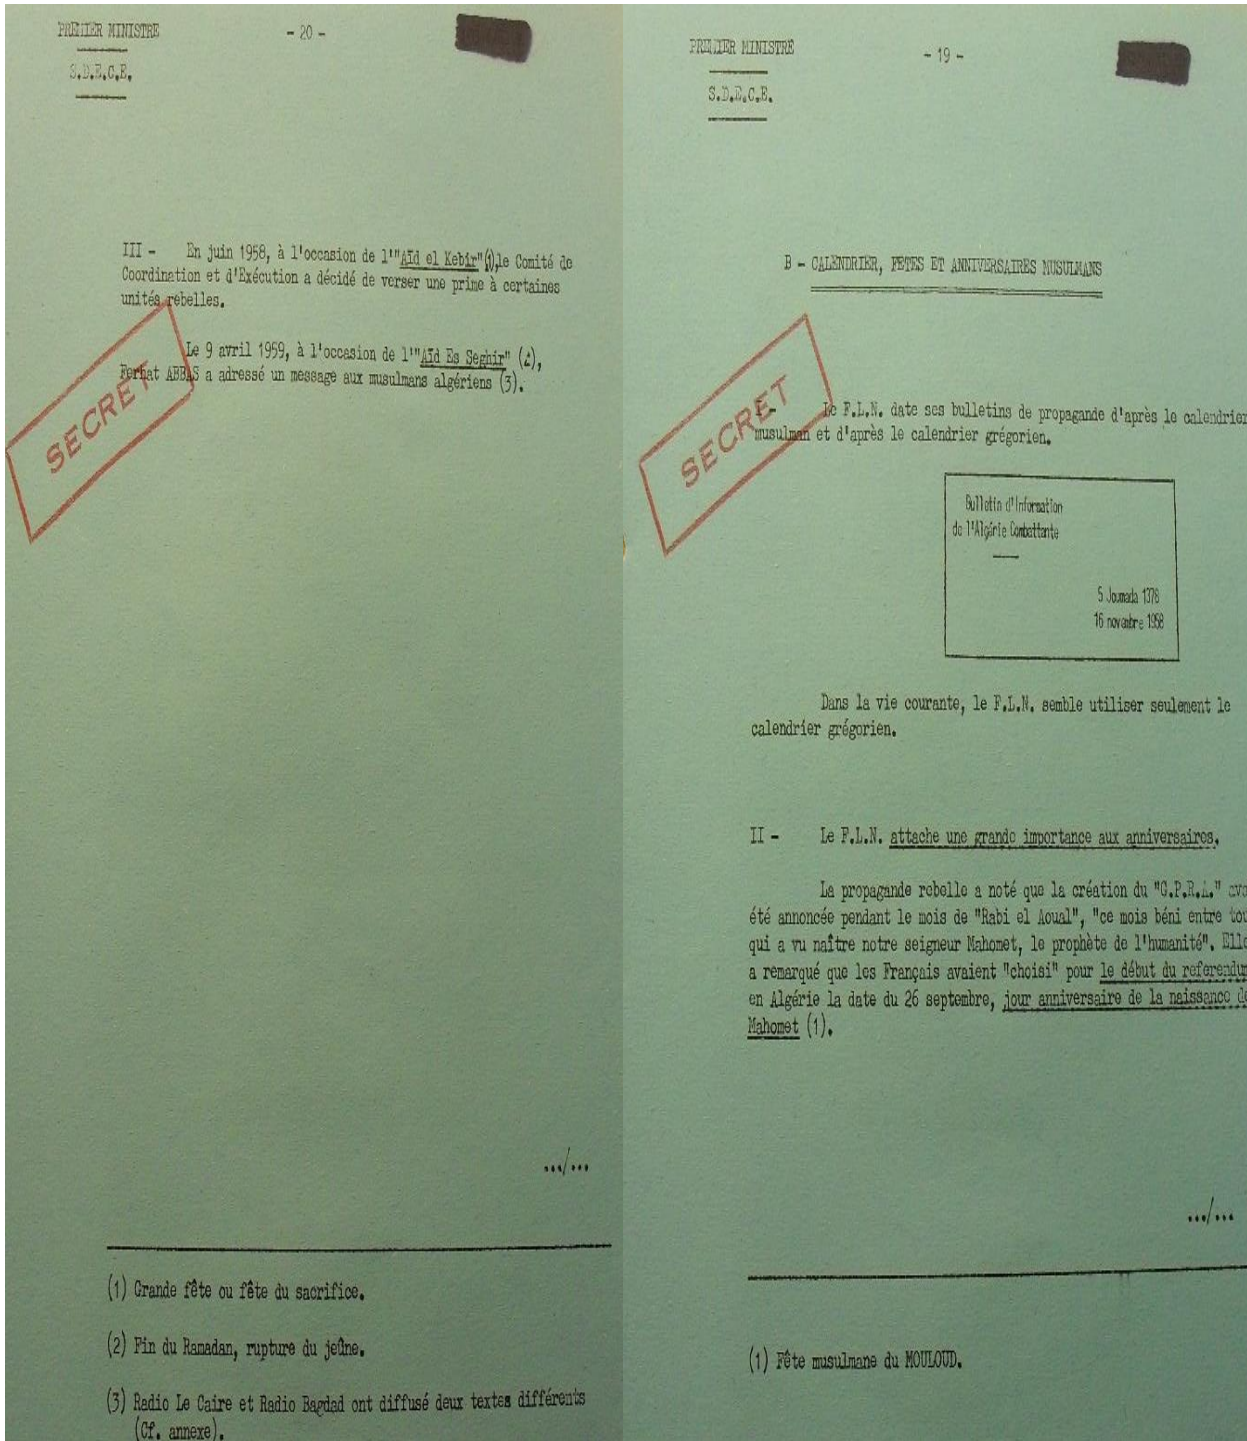 PREMIER MINISTRE
- 20 -
S.D.E.C.E.
III - En juin 1958, à l'occasion de l'"Aïd el Kebir"(1),le Comité de
Coordination et d'Exécution a décidé de verser une prime à certaines
unités rebelles.
Le 9 avril 1959, à l'occasion de l'"Aïd Es Seghir" (2),
Ferhat ABBAS a adressé un message aux musulmans algériens (3).
SECRET
.../...
(1) Grande fête ou fête du sacrifice.
(2) Fin du Ramadan, rupture du jeûne.
(3) Radio Le Caire et Radio Bagdad ont diffusé deux textes différents
(Cf. annexe).
PREMIER MINISTRE
- 19 -
S.D.E.C.E.
B - CALENDRIER, FETES ET ANNIVERSAIRES MUSULMANS
SECRET
I - Le F.L.N. date ses bulletins de propagande d'après le calendrier
musulman et d'après le calendrier grégorien.
Bulletin d'Information
de l'Algérie Combattante
5 Joumada 1378
16 novembre 1958
Dans la vie courante, le F.L.N. semble utiliser seulement le
calendrier grégorien.
II - Le F.L.N. attache une grande importance aux anniversaires.
La propagande rebelle a noté que la création du "G.P.R.A."
été annoncée pendant le mois de "Rabi el Aoual", "ce mois béni entre
qui a vu naître notre seigneur Mahomet, le prophète de l'humanité". Elle
a remarqué que les Français avaient "choisi" pour le début du referendum
en Algérie la date du 26 septembre, jour anniversaire de la naissance de
Mahomet (1).
.../...
(1) Fête musulmane du MOULOUD.